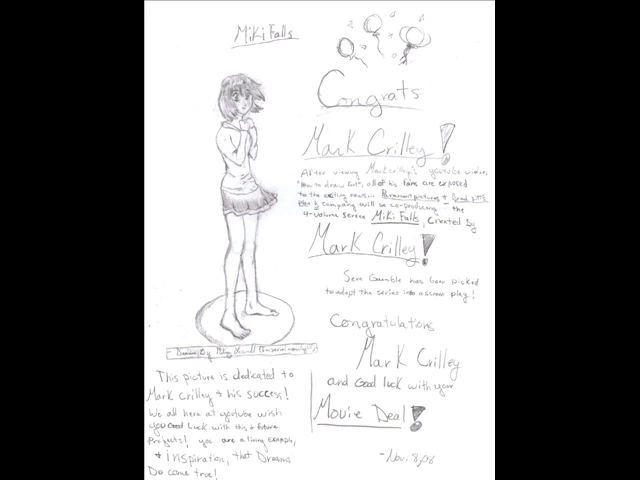 Miki Falls
Congrats
Mark Crilley!
After viewing Mark crilley's youtube video,
"How to draw, all of his fans are exposed
to the exciting news... Paramount pictures + Brad pitts
Plan B company will be co-producing - the
4-volume series Miki Falls, created By
Mark Crilley!
Sera Gamble has been picked
to adapt the series into a screen play!
Congratulations
Mark Crilley
and Good luck with your
Movie Deal!
-Nov. 8, 08
- Drawn By
This picture is dedicated to
Mark Crilley + his success!
We all here at youtube wish
you Good Luck with this + future
projects! you are a living example,
+ inspiration, that Dreams
Do come true!